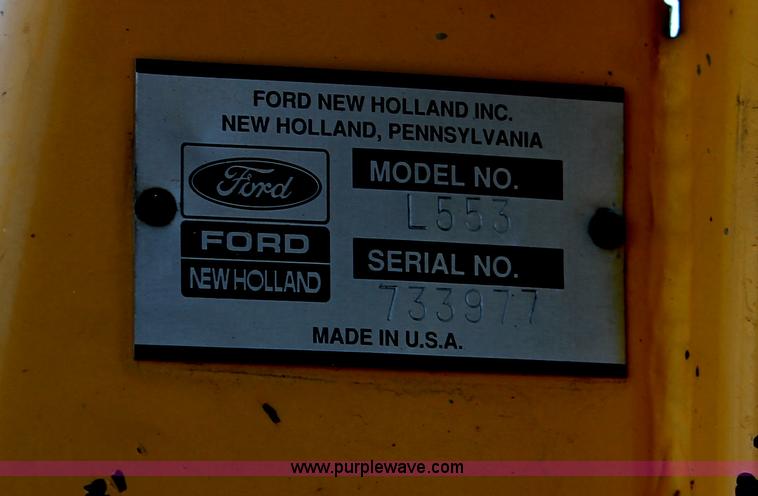 FORD NEW HOLLAND INC.
NEW HOLLAND, PENNSYLVANIA
Ford
FORD
NEW HOLLAND
MODEL NO.
L553
SERIAL NO.
733977
MADE IN U.S.A.
www.purplewave.com